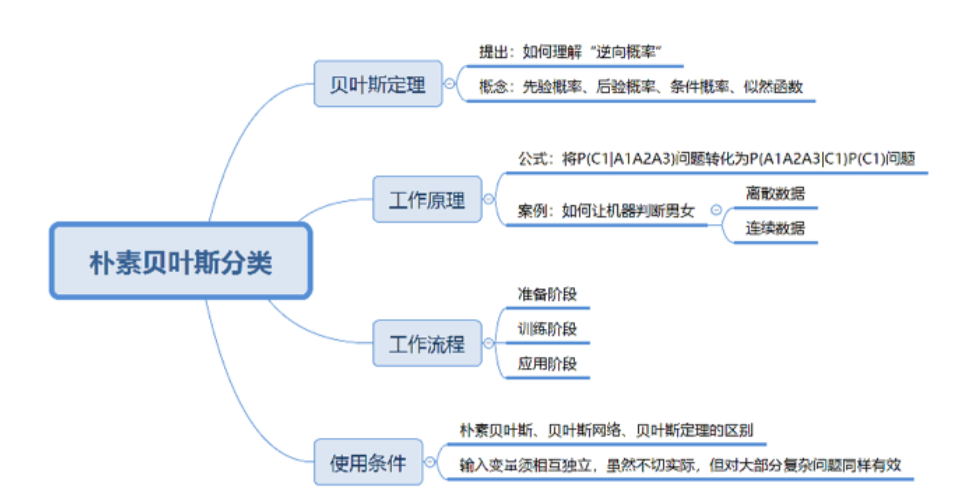 贝叶斯定理
提出：如何理解“逆向概率”
概念：先验概率、后验概率、条件概率、似然函数
工作原理
公式：将P(C1|A1A2A3)问题转化为P(A1A2A3|C1)P(C1)问题
案例：如何让机器判断男女
离散数据
连续数据
朴素贝叶斯分类
工作流程
准备阶段
训练阶段
应用阶段
使用条件
朴素贝叶斯、贝叶斯网络、贝叶斯定理的区别
输入变量须相互独立，虽然不切实际，但对大部分复杂问题同样有效